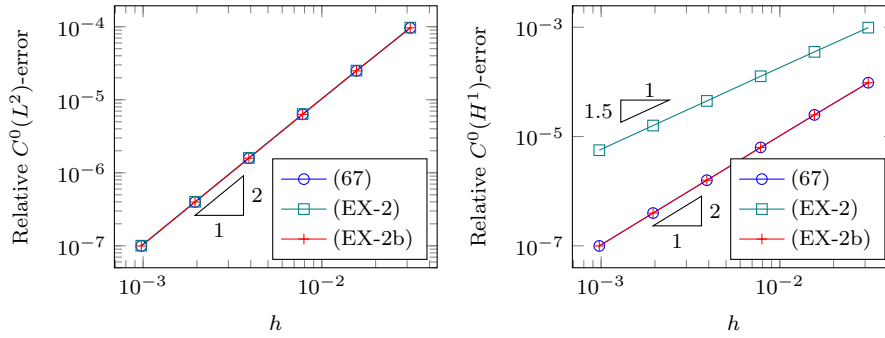 10^{-4}
10^{-5}
10^{-6}
10^{-7}
10^{-3}
10^{-2}
Relative C^0(L^2)-error
h
(67)
(EX-2)
(EX-2b)
2
1
10^{-3}
10^{-5}
10^{-7}
10^{-3}
10^{-2}
Relative C^0(H^1)-error
h
1
1.5
(67)
(EX-2)
(EX-2b)
2
1